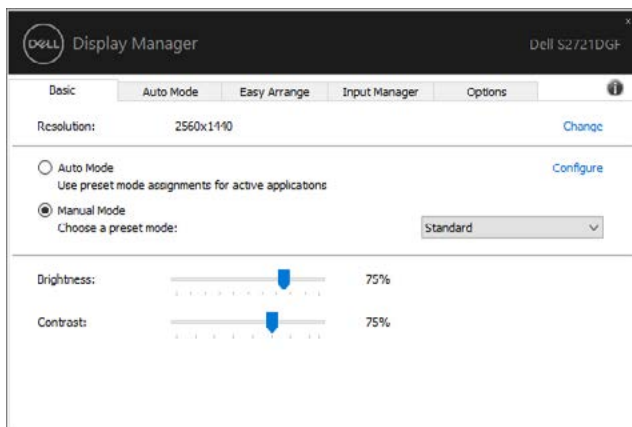 x
DELL Display Manager Dell S2721DGF
Basic Auto Mode Easy Arrange Input Manager Options i
Resolution: 2560x1440 Change
Auto Mode Configure
Use preset mode assignments for active applications
Manual Mode
Choose a preset mode: Standard
Brightness: 75%
Contrast: 75%